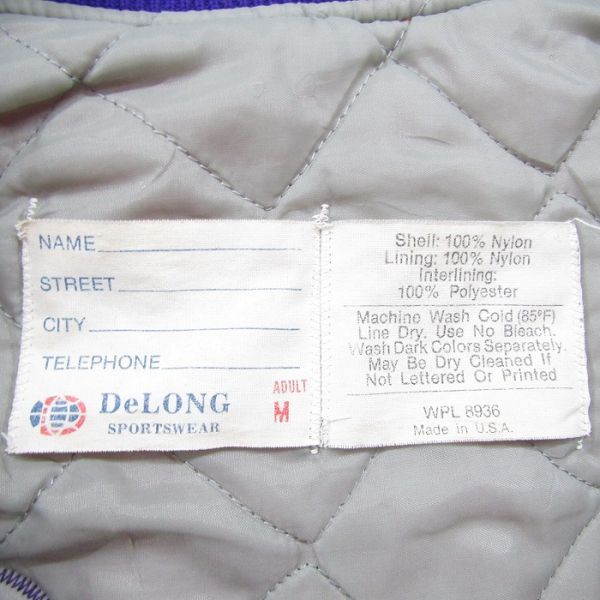 NAME
STREET
CITY
TELEPHONE
ADULT
M
DeLONG
SPORTSWEAR
Shell: 100% Nylon
Lining: 100% Nylon
Interlining:
100% Polyester
Machine Wash Cold (85°F)
Line Dry. Use No Bleach.
Wash Dark Colors Separately.
May Be Dry Cleaned If
Not Lettered Or Printed
WPL 8936
Made in U.S.A.